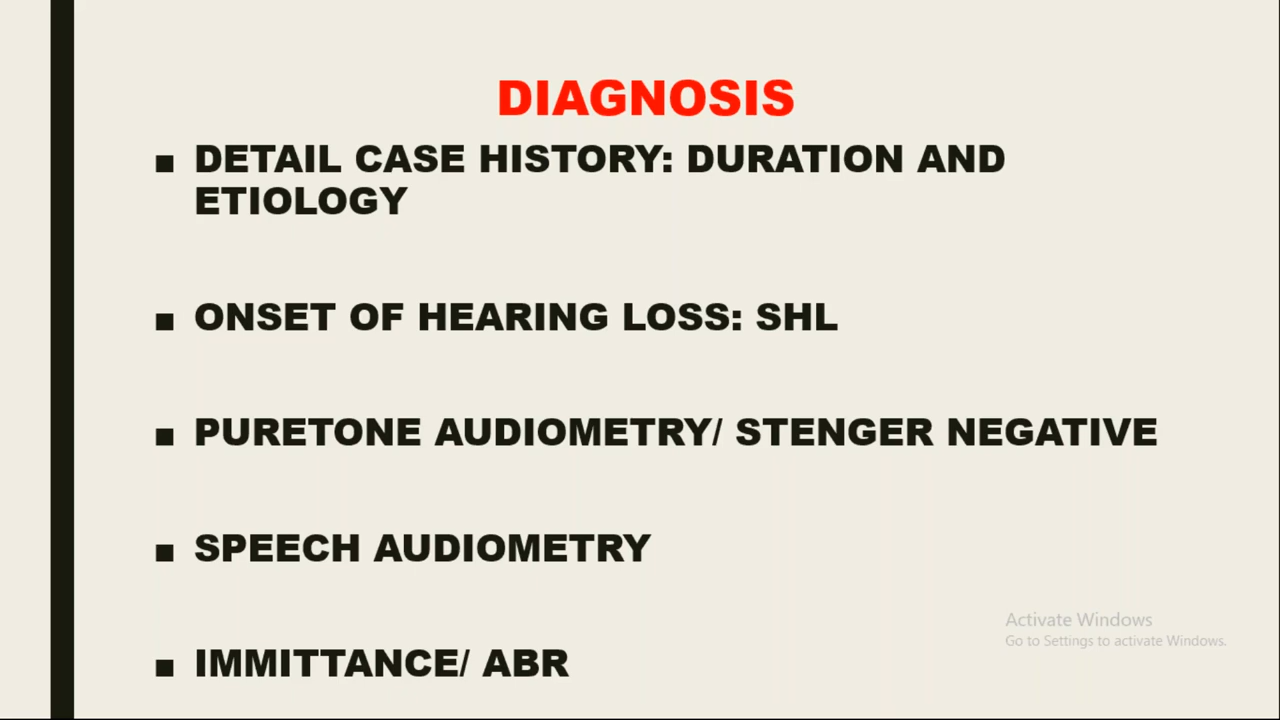 DIAGNOSIS
■ DETAIL CASE HISTORY: DURATION AND
ETIOLOGY
■ ONSET OF HEARING LOSS: SHL
■ PURETONE AUDIOMETRY/ STENGER NEGATIVE
■ SPEECH AUDIOMETRY
■ IMMITTANCE/ ABR
Activate Windows
Go to Settings to activate Windows.